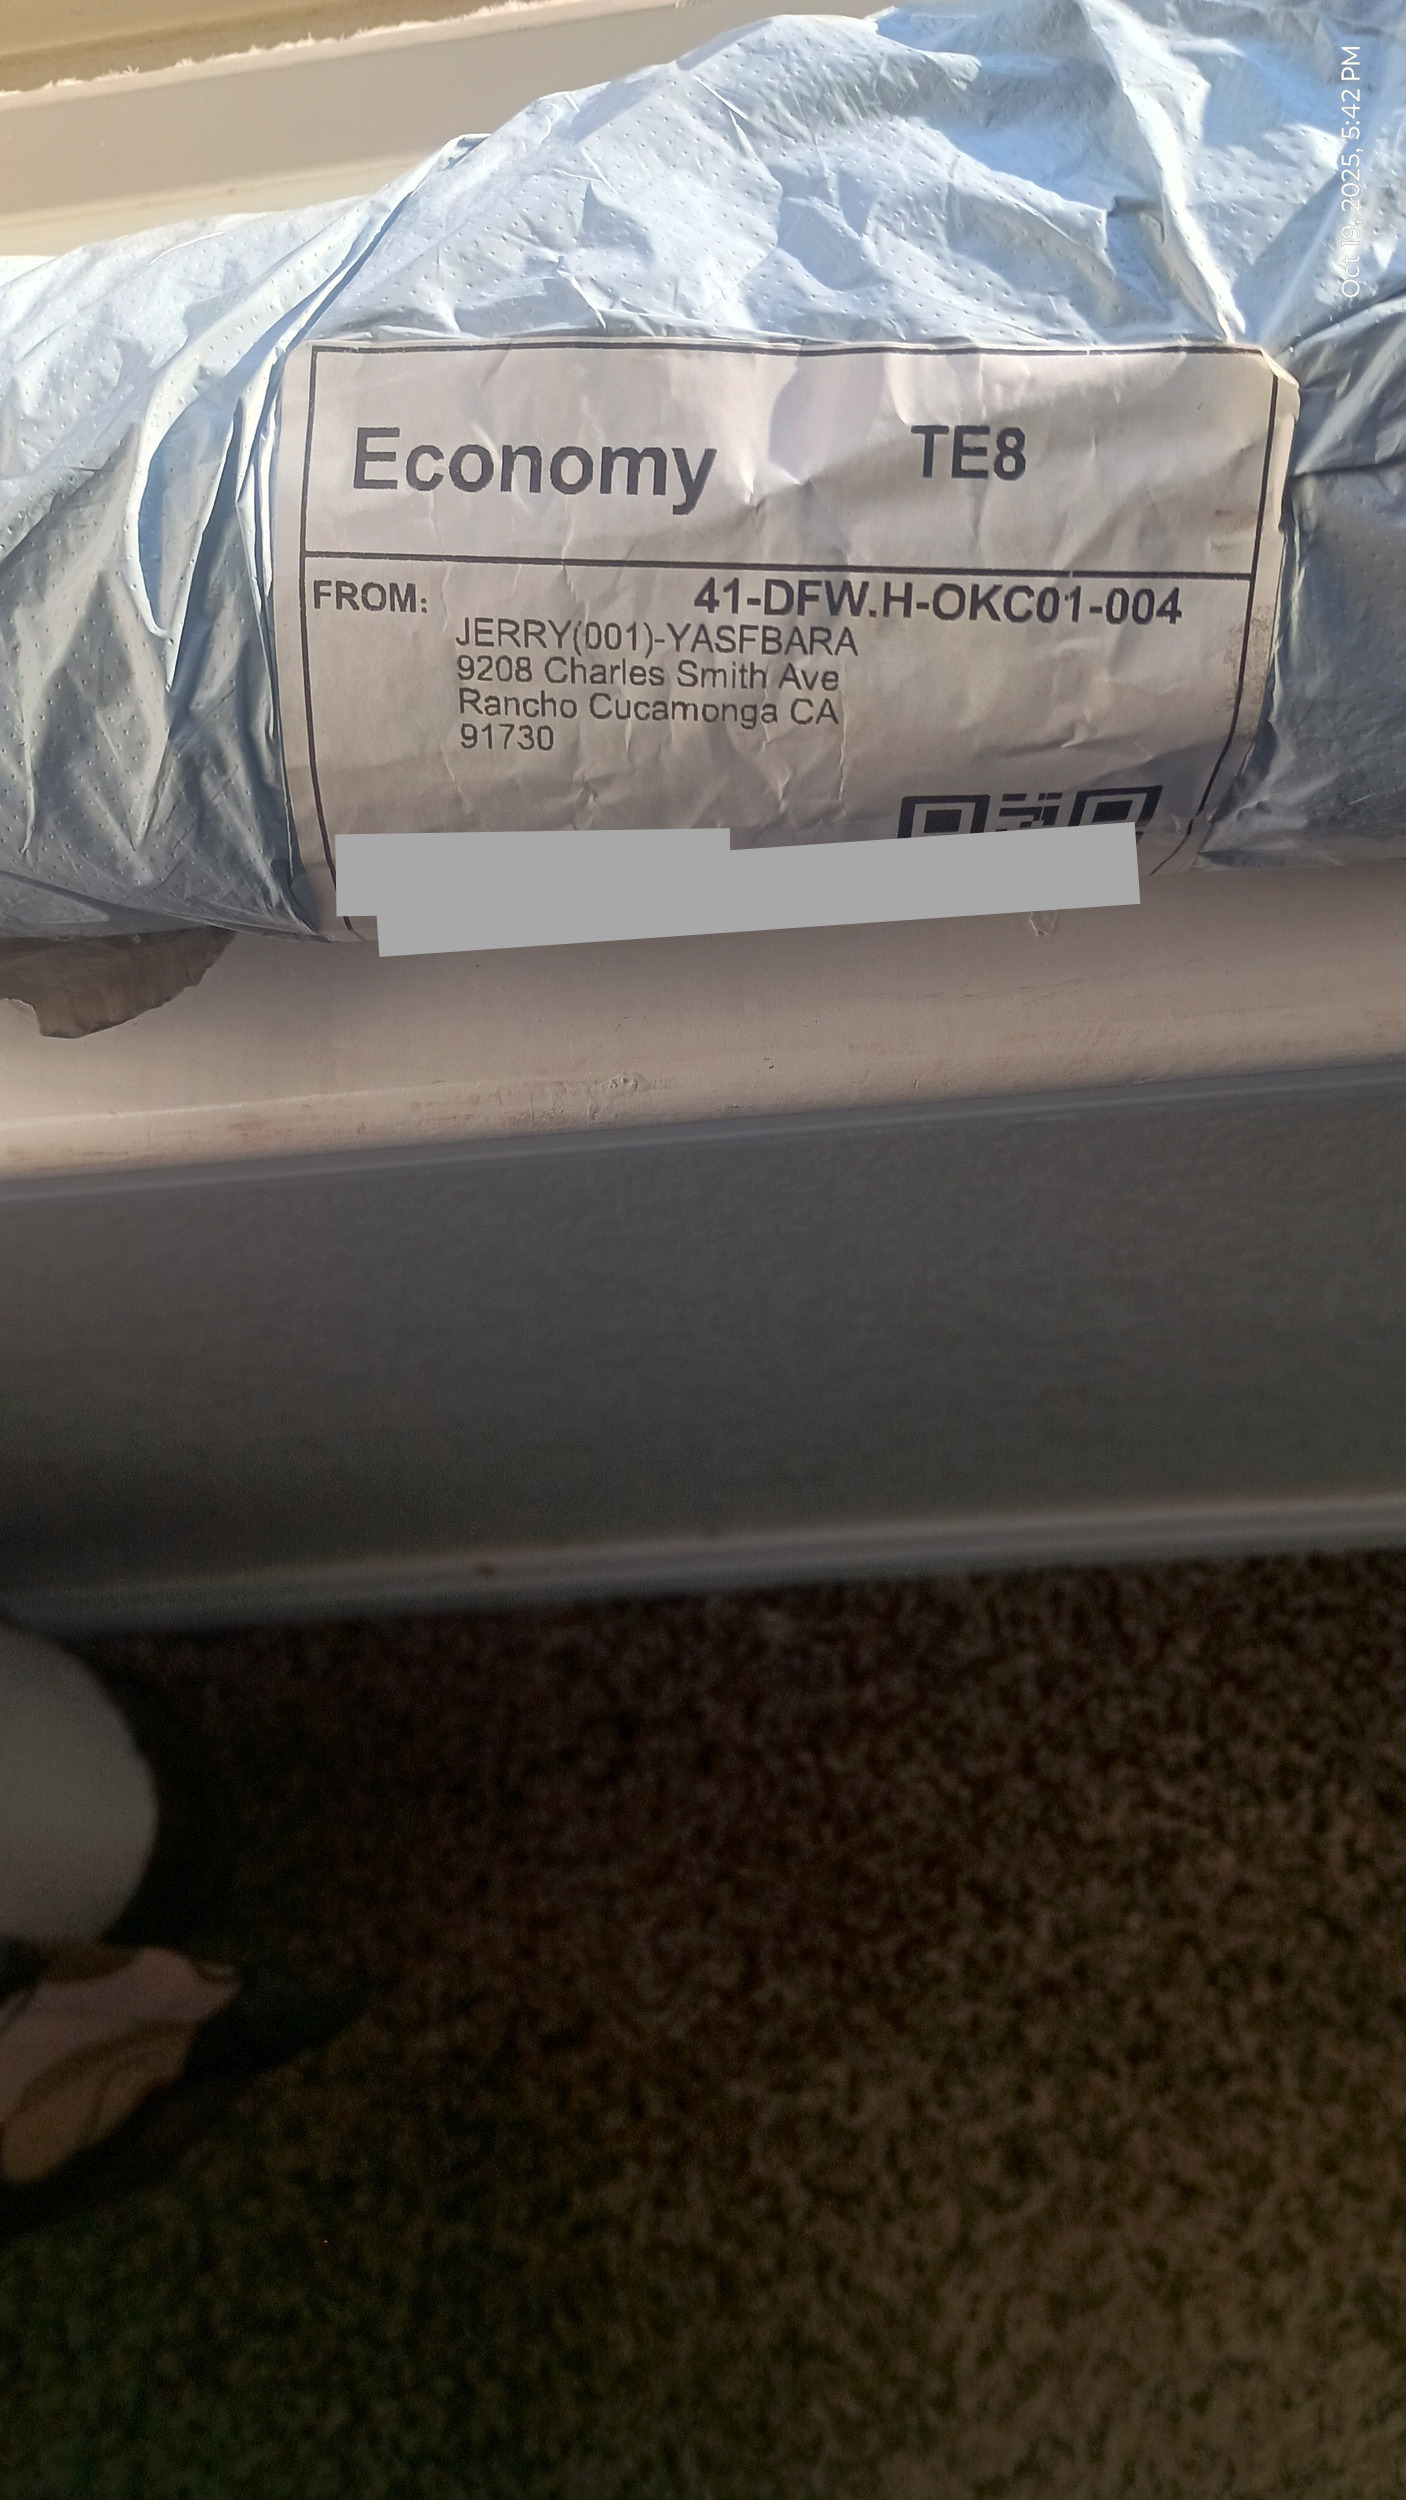 Economy TE8
FROM: 41-DFW.H-OKC01-004
JERRY(001)-YASFBARA
9208 Charles Smith Ave
Rancho Cucamonga CA
91730
Oct 19, 2025, 5:42 PM